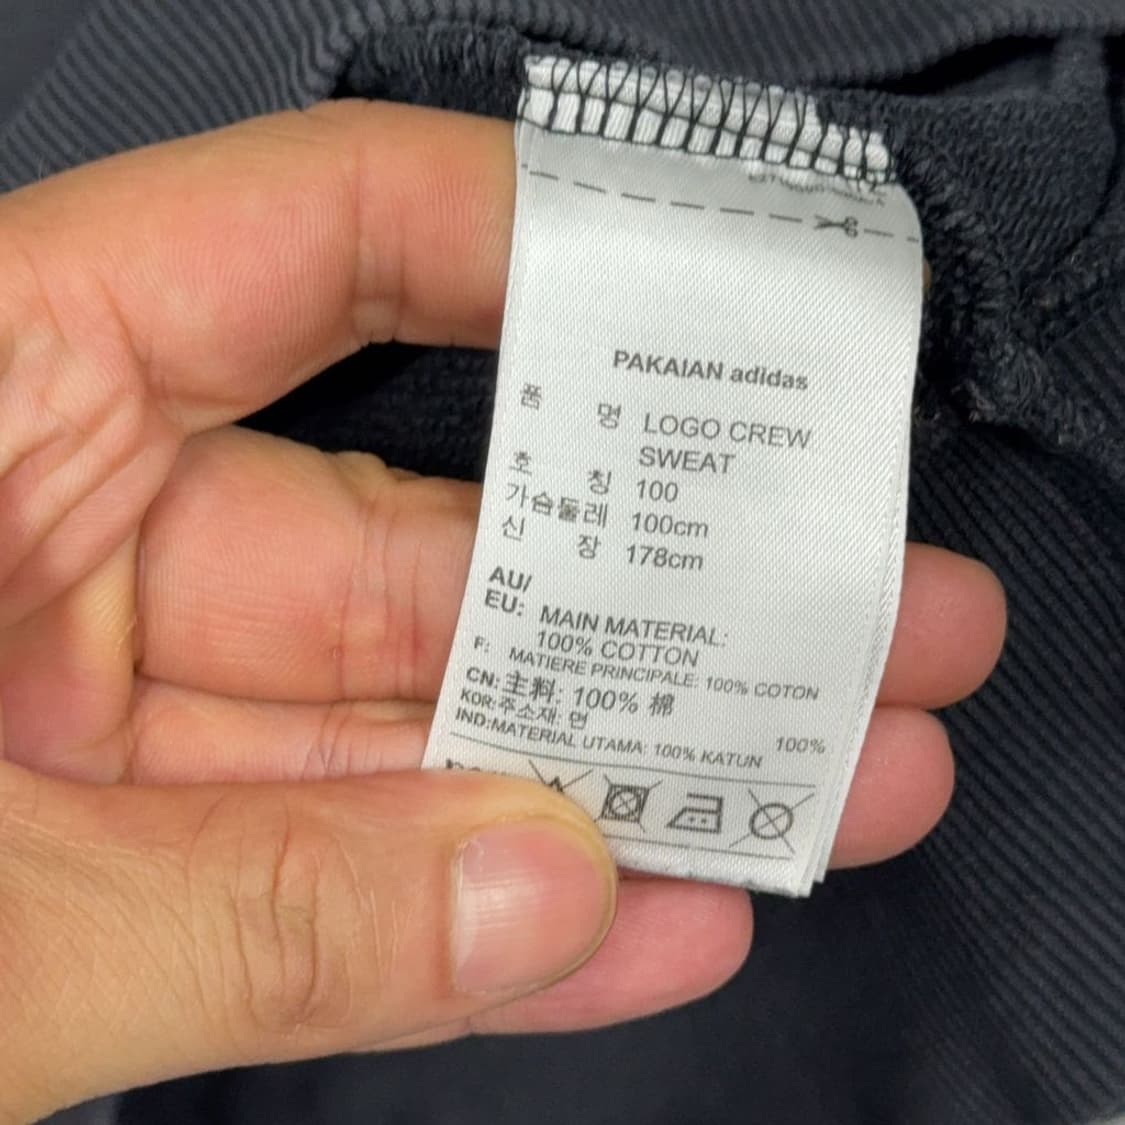 PAKAIAN adidas
품 명 LOGO CREW
SWEAT
호 칭 100
가슴둘레 100cm
신 장 178cm
AU/
EU: MAIN MATERIAL:
100% COTTON
F: MATIERE PRINCIPALE: 100% COTON
CN: 主料: 100% 棉
KOR:주소재: 면 100%
IND:MATERIAL UTAMA: 100% KATUN